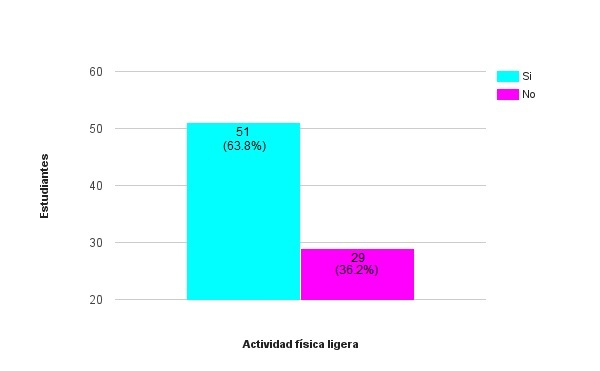 60
50
40
30
20
Estudiantes
51
(63.8%)
29
(36.2%)
Si
No
Actividad física ligera